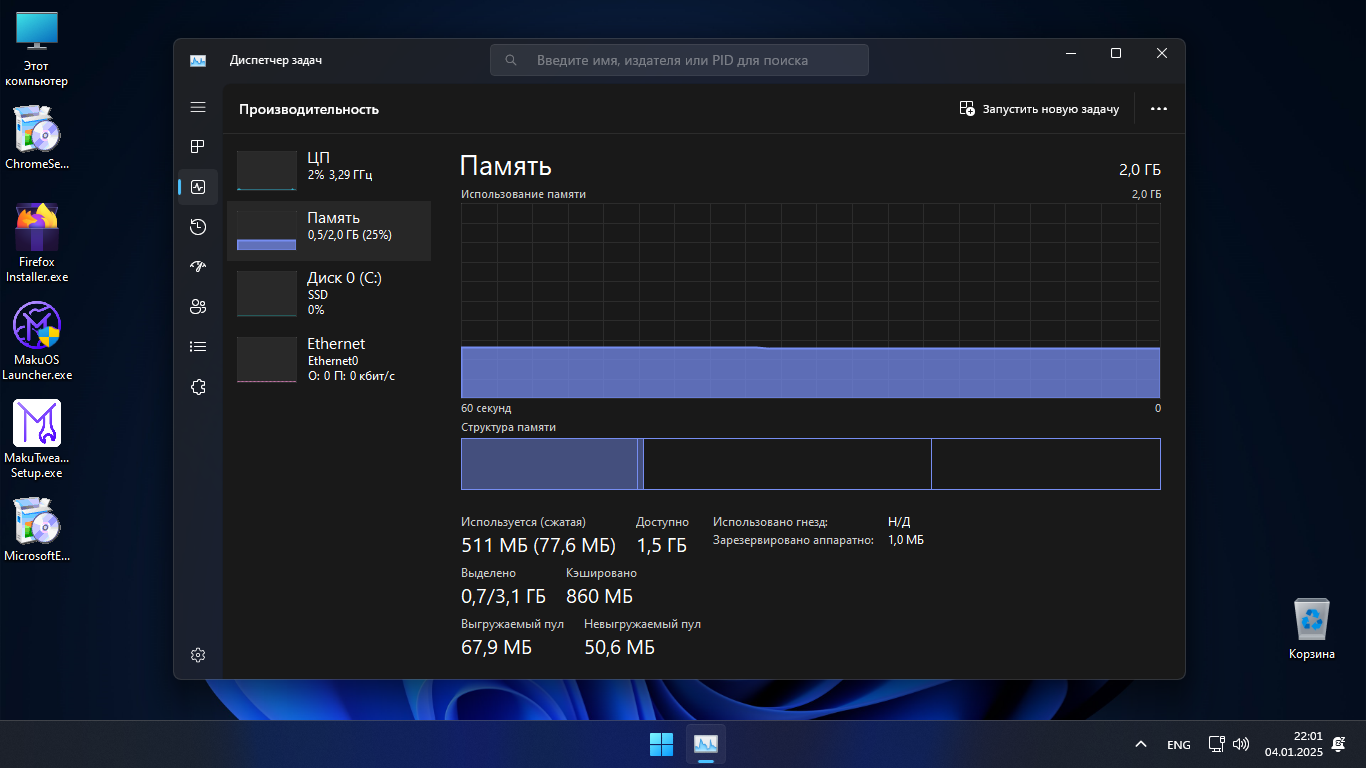 Этот
компьютер
ChromeSe...
Firefox
Installer.exe
MakuOS
Launcher.exe
MakuTwea...
Setup.exe
MicrosoftE...
Диспетчер задач
Введите имя, издателя или PID для поиска
Производительность
Запустить новую задачу
ЦП
2% 3,29 ГГц
Память
0,5/2,0 ГБ (25%)
Диск 0 (C:)
SSD
0%
Ethernet
Ethernet0
О: 0 П: 0 кбит/с
Память
2,0 ГБ
Использование памяти
2,0 ГБ
60 секунд
0
Структура памяти
Используется (сжатая)
511 МБ (77,6 МБ)
Доступно
1,5 ГБ
Использовано гнезд:
Н/Д
Зарезервировано аппаратно:
1,0 МБ
Выделено
0,7/3,1 ГБ
Кэшировано
860 МБ
Выгружаемый пул
67,9 МБ
Невыгружаемый пул
50,6 МБ
Корзина
ENG
22:01
04.01.2025